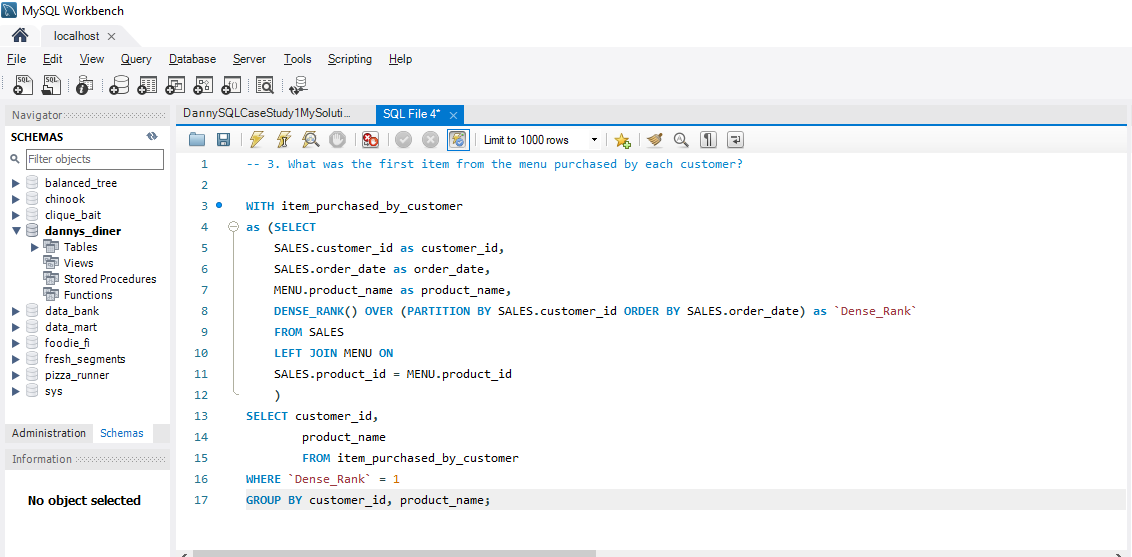 MySQL Workbench
localhost
File Edit View Query Database Server Tools Scripting Help
Navigator
SCHEMAS
Filter objects
balanced_tree
chinook
clique_bait
dannys_diner
Tables
Views
Stored Procedures
Functions
data_bank
data_mart
foodie_fi
fresh_segments
pizza_runner
sys
Administration Schemas
Information
No object selected
DannySQLCaseStudy1MySoluti... SQL File 4*
Limit to 1000 rows
1 -- 3. What was the first item from the menu purchased by each customer?
2
3 WITH item_purchased_by_customer
4 as (SELECT
5 SALES.customer_id as customer_id,
6 SALES.order_date as order_date,
7 MENU.product_name as product_name,
8 DENSE_RANK() OVER (PARTITION BY SALES.customer_id ORDER BY SALES.order_date) as `Dense_Rank`
9 FROM SALES
10 LEFT JOIN MENU ON
11 SALES.product_id = MENU.product_id
12 )
13 SELECT customer_id,
14 product_name
15 FROM item_purchased_by_customer
16 WHERE `Dense_Rank` = 1
17 GROUP BY customer_id, product_name;